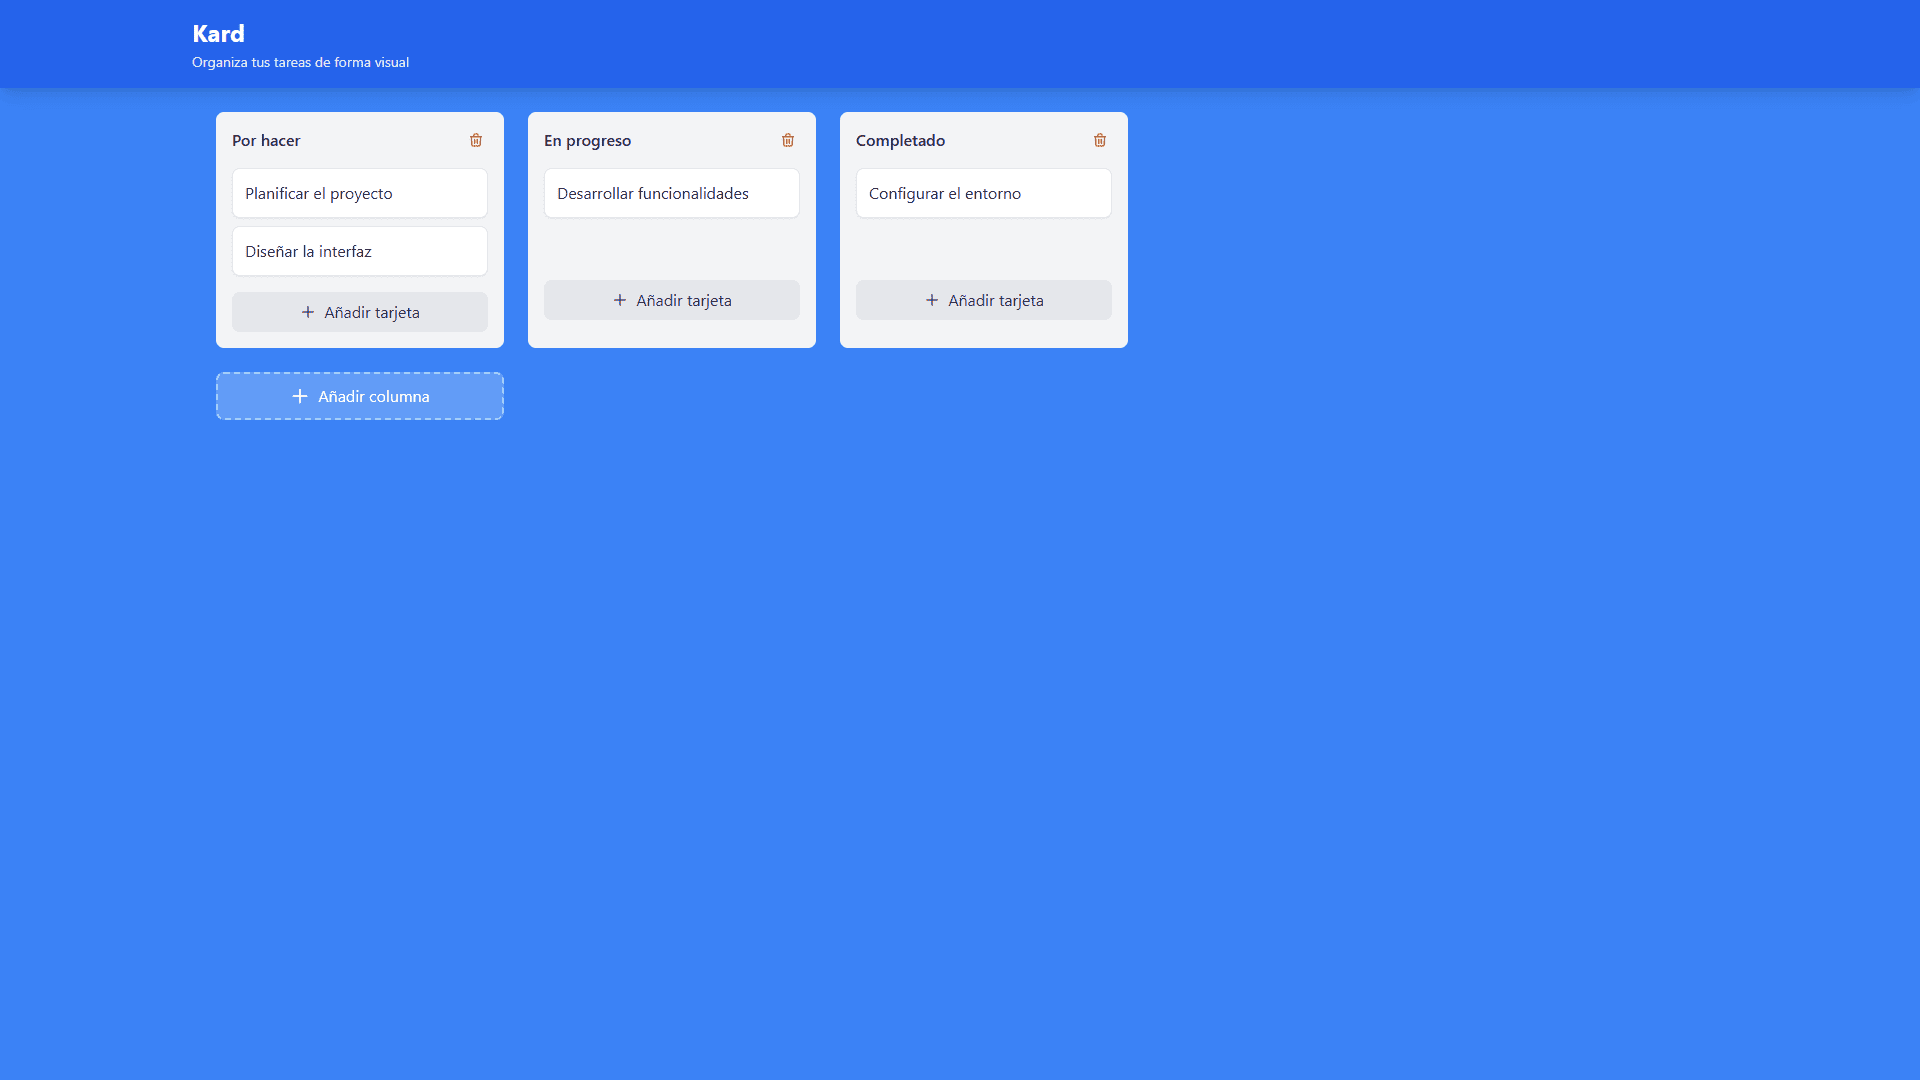 Kard
Organiza tus tareas de forma visual
Por hacer
Planificar el proyecto
Diseñar la interfaz
Añadir tarjeta
En progreso
Desarrollar funcionalidades
Añadir tarjeta
Completado
Configurar el entorno
Añadir tarjeta
Añadir columna